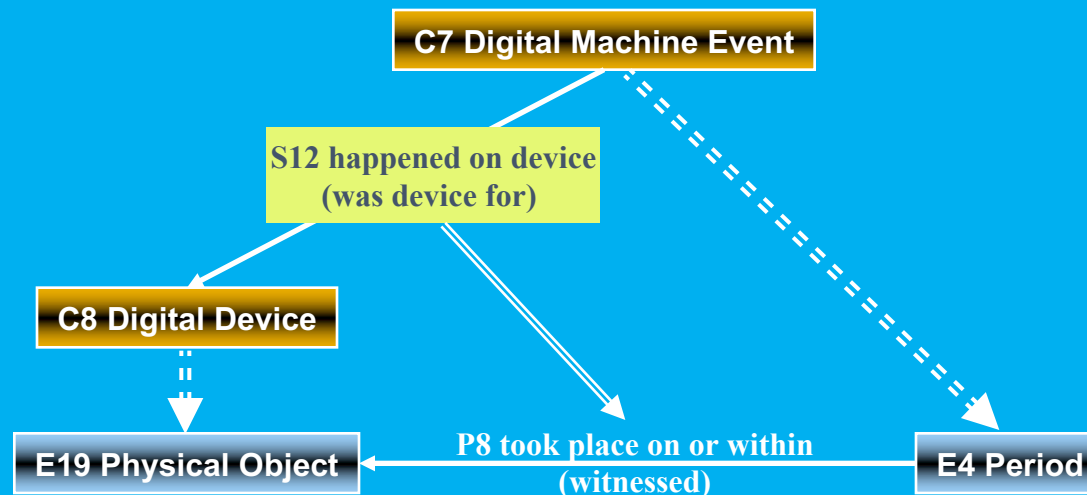 C7 Digital Machine Event
S12 happened on device
(was device for)
C8 Digital Device
P8 took place on or within
(witnessed)
E19 Physical Object
E4 Period